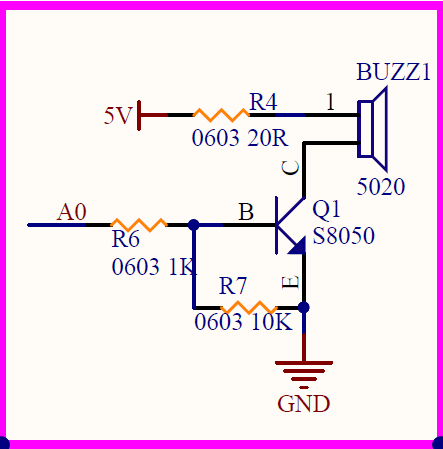 BUZZ1
R4
1
5V
0603 20R
C
5020
A0
B
Q1
R6
S8050
0603 1K
E
R7
0603 10K
GND